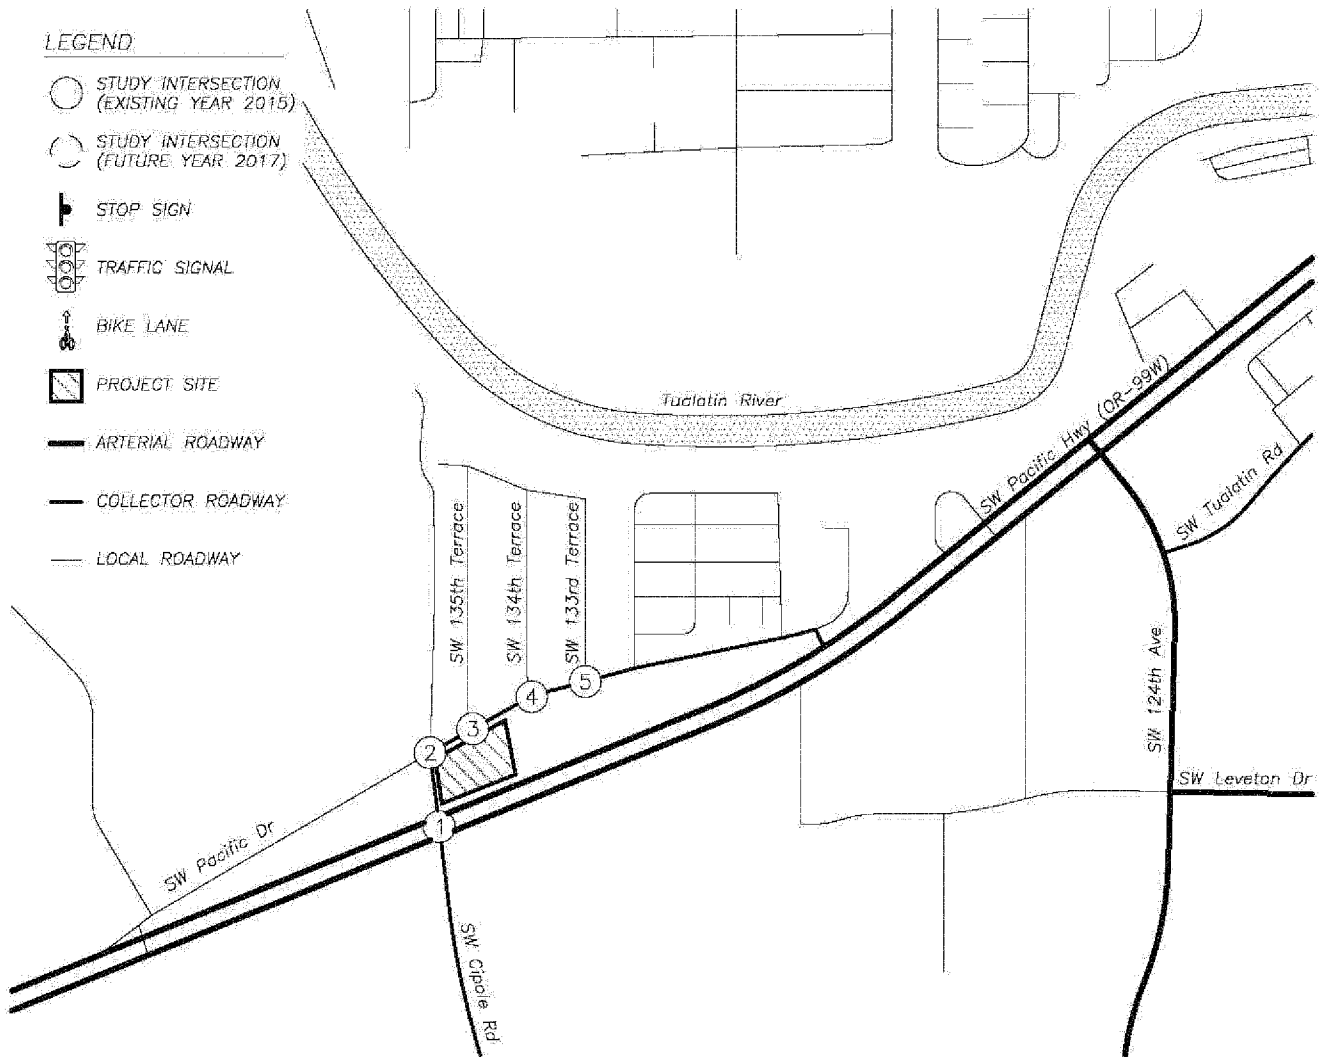 LEGEND
STUDY INTERSECTION
(EXISTING YEAR 2015)
STUDY INTERSECTION
(FUTURE YEAR 2017)
STOP SIGN
TRAFFIC SIGNAL
BIKE LANE
PROJECT SITE
ARTERIAL ROADWAY
COLLECTOR ROADWAY
LOCAL ROADWAY
Tualatin River
SW Pacific Hwy (OR-99W)
SW Tualatin Rd
SW 135th Terrace
SW 134th Terrace
SW 133rd Terrace
SW 124th Ave
5
4
3
2
1
SW Leveton Dr
SW Pacific Dr
SW Cipole Rd